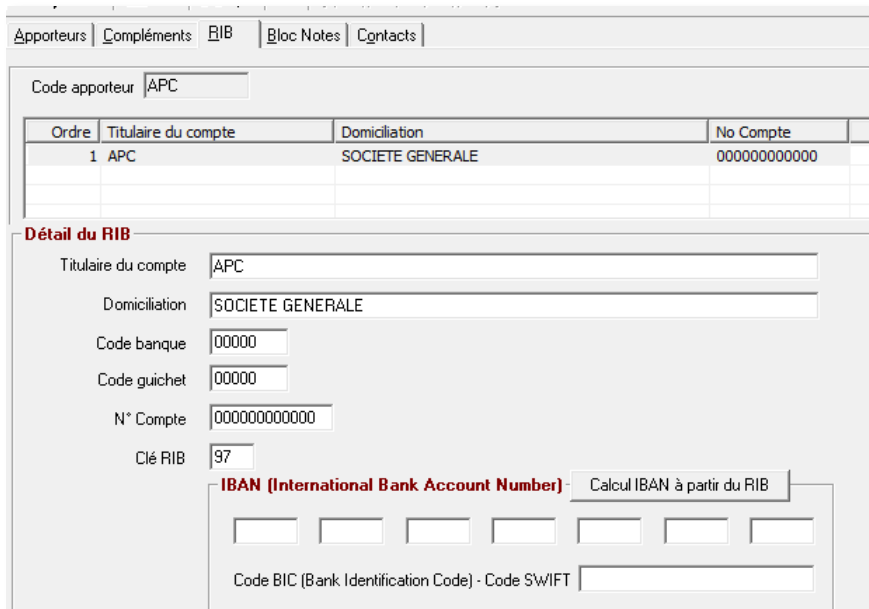 Apporteurs Compléments RIB Bloc Notes Contacts
Code apporteur APC
Ordre Titulaire du compte Domiciliation No Compte
1 APC SOCIETE GENERALE 000000000000
Détail du RIB
Titulaire du compte APC
Domiciliation SOCIETE GENERALE
Code banque 00000
Code guichet 00000
N° Compte 000000000000
Clé RIB 97
IBAN (International Bank Account Number) Calcul IBAN à partir du RIB
Code BIC (Bank Identification Code) - Code SWIFT